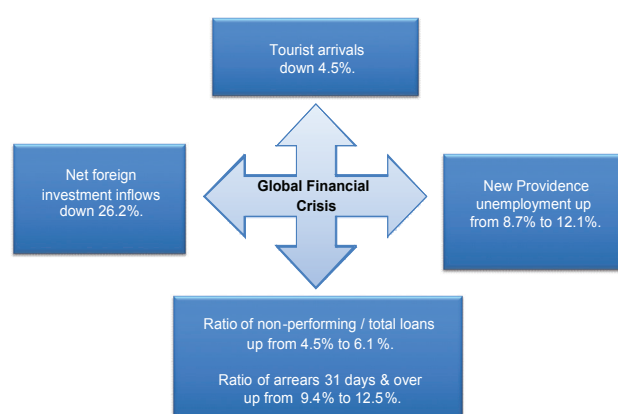 Tourist arrivals
down 4.5%.
Net foreign
investment inflows
down 26.2%.
Global Financial
Crisis
New Providence
unemployment up
from 8.7% to 12.1%.
Ratio of non-performing / total loans
up from 4.5% to 6.1%.
Ratio of arrears 31 days & over
up from 9.4% to 12.5%.